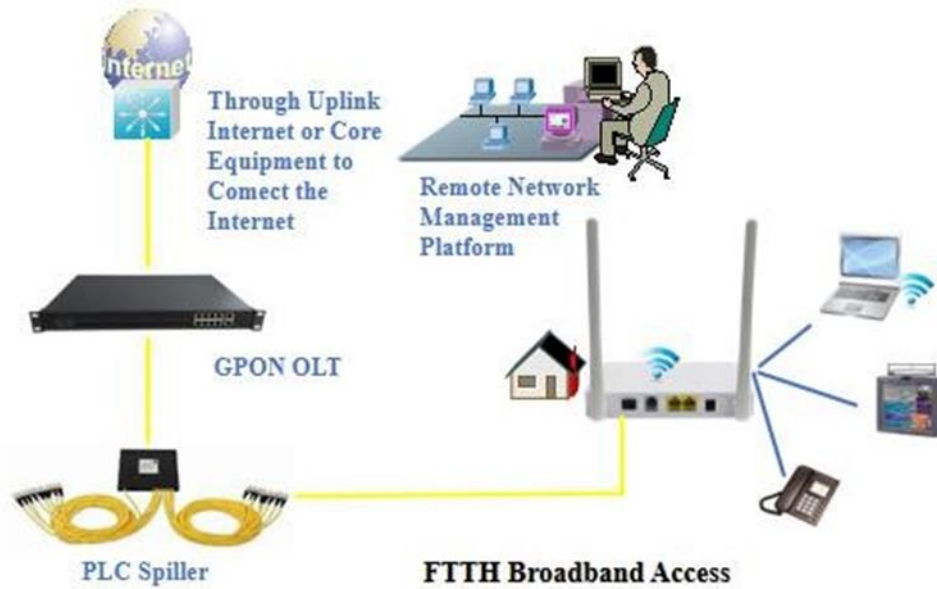 internet
Through Uplink
Internet or Core
Equipment to
Comect the
Internet
Remote Network
Management
Platform
GPON OLT
PLC Spiller
FTTH Broadband Access